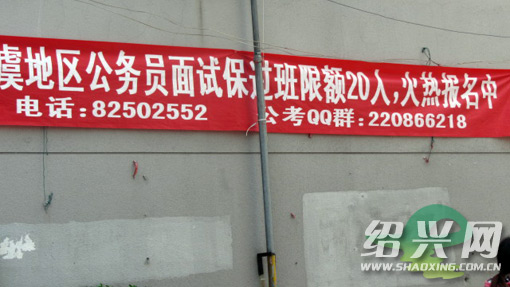 虞地区公务员面试保过班限额20人,火热报名中
电话:82502552 公考QQ群:220866218
绍兴网
WWW.SHAOXING.COM.CN